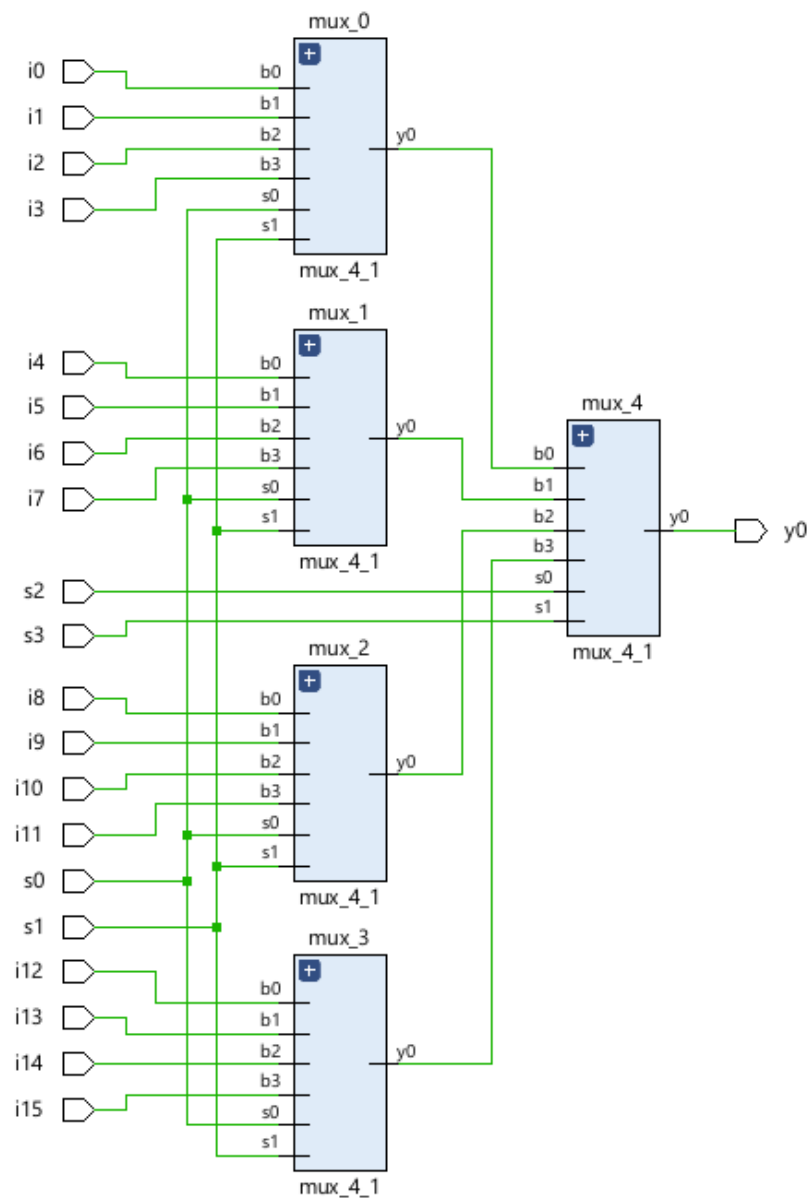 mux_0
i0
b0
i1
b1
i2
b2
y0
i3
b3
s0
s1
mux_4_1
mux_1
i4
b0
i5
b1
i6
b2
y0
i7
b3
s0
s1
mux_4_1
mux_4
b0
b1
b2
b3
s0
s1
y0
y0
mux_4_1
s2
s3
mux_2
i8
b0
i9
b1
i10
b2
y0
i11
b3
s0
s0
s1
mux_4_1
s1
mux_3
i12
b0
i13
b1
i14
b2
y0
i15
b3
s0
s1
mux_4_1